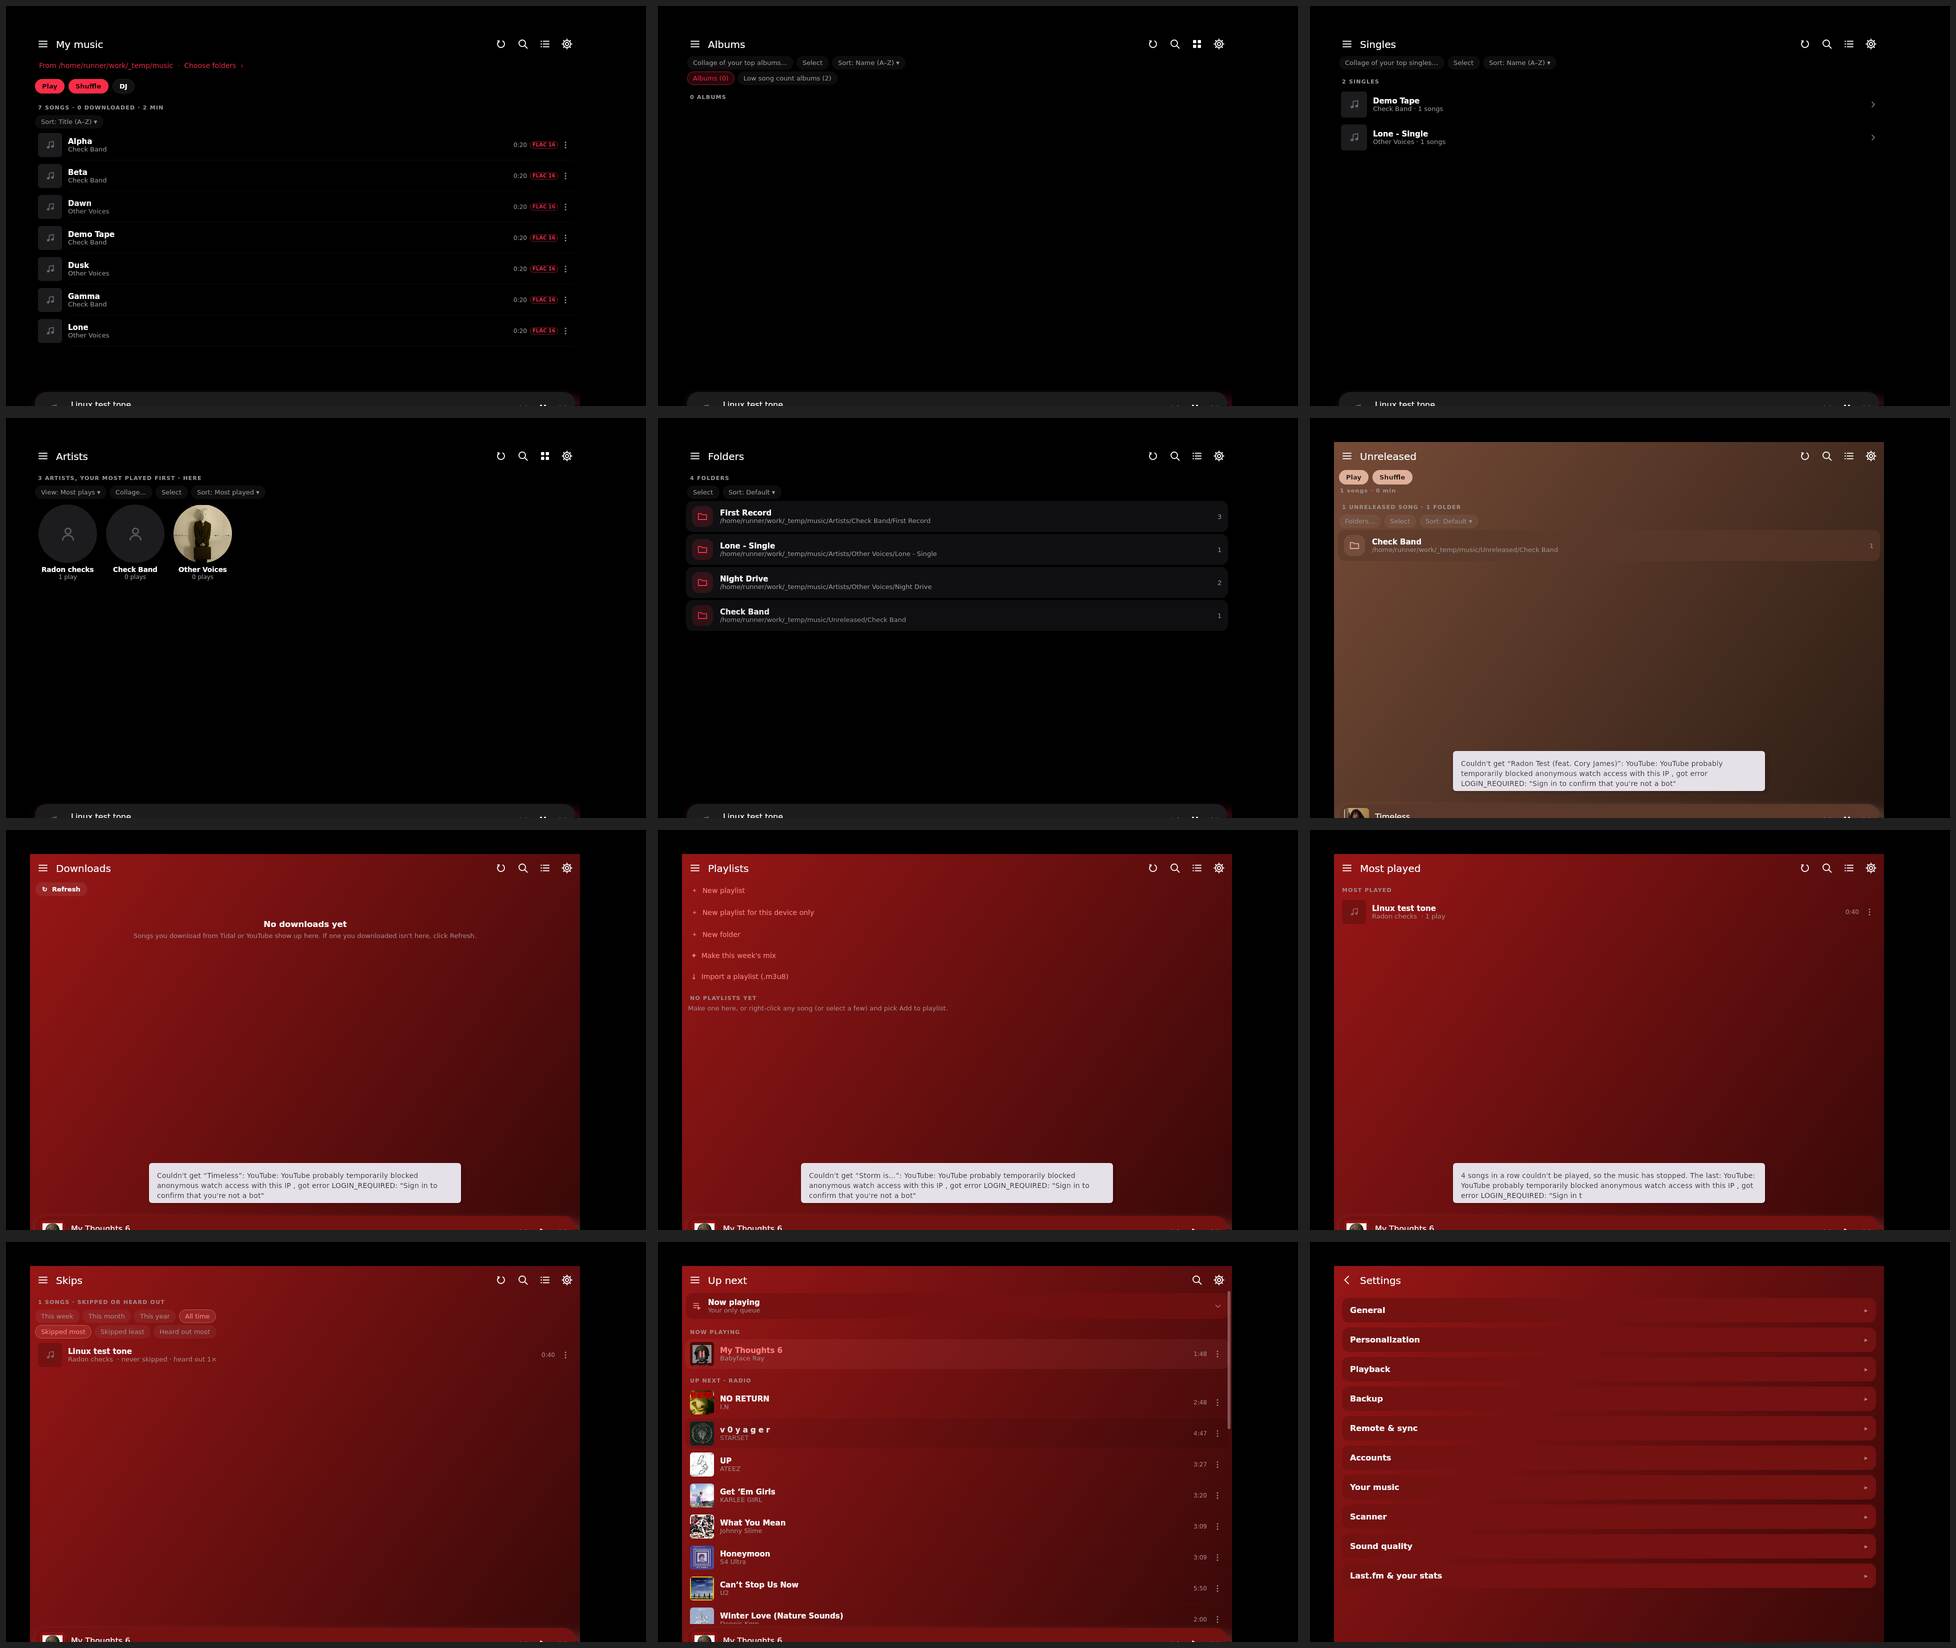 My music
From /home/runner/work/_temp/music · Choose folders ›
Play Shuffle DJ
7 SONGS · 0 DOWNLOADED · 2 MIN
Sort: Title (A–Z) ▾
Alpha
Check Band
0:20 FLAC 16
Beta
Check Band
0:20 FLAC 16
Dawn
Other Voices
0:20 FLAC 16
Demo Tape
Check Band
0:20 FLAC 16
Dusk
Other Voices
0:20 FLAC 16
Gamma
Check Band
0:20 FLAC 16
Lone
Other Voices
0:20 FLAC 16
Linux test tone
Albums
Collage of your top albums... Select Sort: Name (A–Z) ▾
Albums (0) Low song count albums (2)
0 ALBUMS
Linux test tone
Singles
Collage of your top singles... Select Sort: Name (A–Z) ▾
2 SINGLES
Demo Tape
Check Band · 1 songs
Lone - Single
Other Voices · 1 songs
Linux test tone
Artists
3 ARTISTS, YOUR MOST PLAYED FIRST · HERE
View: Most plays ▾ Collage... Select Sort: Most played ▾
Radon checks
1 play
Check Band
0 plays
Other Voices
0 plays
Linux test tone
Folders
4 FOLDERS
Select Sort: Default ▾
First Record
/home/runner/work/_temp/music/Artists/Check Band/First Record
3
Lone - Single
/home/runner/work/_temp/music/Artists/Other Voices/Lone - Single
1
Night Drive
/home/runner/work/_temp/music/Artists/Other Voices/Night Drive
2
Check Band
/home/runner/work/_temp/music/Unreleased/Check Band
1
Linux test tone
Unreleased
Play Shuffle
1 songs · 0 min
1 UNRELEASED SONG · 1 FOLDER
Folders... Select Sort: Default ▾
Check Band
/home/runner/work/_temp/music/Unreleased/Check Band
1
Couldn't get “Radon Test (feat. Cory James)”: YouTube: YouTube probably
temporarily blocked anonymous watch access with this IP , got error
LOGIN_REQUIRED: "Sign in to confirm that you're not a bot"
Timeless
Downloads
↻ Refresh
No downloads yet
Songs you download from Tidal or YouTube show up here. If one you downloaded isn't here, click Refresh.
Couldn't get “Timeless”: YouTube: YouTube probably temporarily blocked
anonymous watch access with this IP , got error LOGIN_REQUIRED: "Sign in to
confirm that you're not a bot"
My Thoughts 6
Playlists
+ New playlist
+ New playlist for this device only
+ New folder
✦ Make this week's mix
↓ Import a playlist (.m3u8)
NO PLAYLISTS YET
Make one here, or right-click any song (or select a few) and pick Add to playlist.
Couldn't get “Storm is...”: YouTube: YouTube probably temporarily blocked
anonymous watch access with this IP , got error LOGIN_REQUIRED: "Sign in to
confirm that you're not a bot"
My Thoughts 6
Most played
MOST PLAYED
Linux test tone
Radon checks · 1 play
0:40
4 songs in a row couldn't be played, so the music has stopped. The last: YouTube:
YouTube probably temporarily blocked anonymous watch access with this IP , got
error LOGIN_REQUIRED: "Sign in t
My Thoughts 6
Skips
1 SONGS · SKIPPED OR HEARD OUT
This week This month This year All time
Skipped most Skipped least Heard out most
Linux test tone
Radon checks · never skipped · heard out 1×
0:40
My Thoughts 6
Up next
Now playing
Your only queue
NOW PLAYING
My Thoughts 6
Babyface Ray
1:48
UP NEXT · RADIO
NO RETURN
I.N
2:48
v 0 y a g e r
STARSET
4:47
UP
ATEEZ
3:27
Get ‘Em Girls
KARLEE GIRL
3:20
What You Mean
Johnny Slime
3:09
Honeymoon
S4 Ultra
3:09
Can’t Stop Us Now
U2
5:50
Winter Love (Nature Sounds)
2:00
My Thoughts 6
Settings
General
Personalization
Playback
Backup
Remote & sync
Accounts
Your music
Scanner
Sound quality
Last.fm & your stats